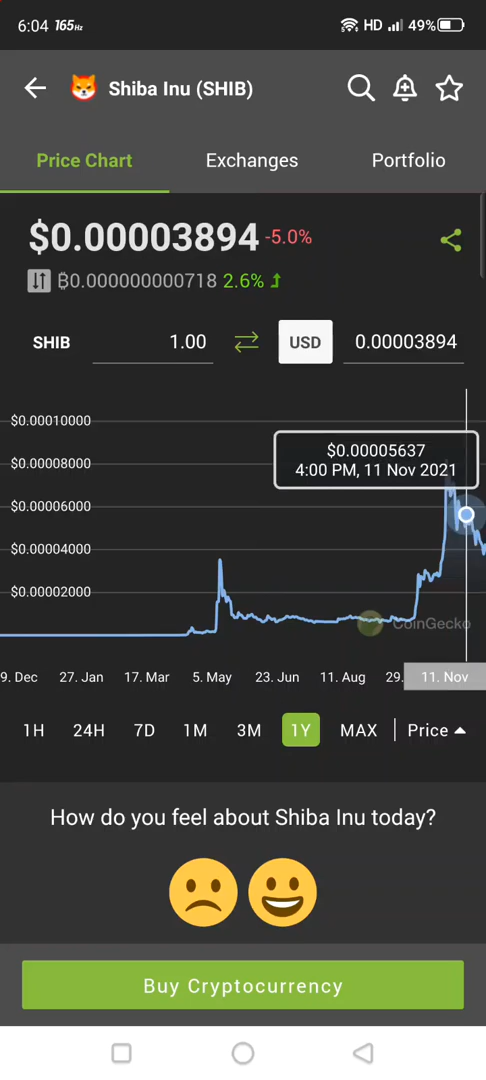 6:04 165Hz HD 49%
Shiba Inu (SHIB)
Price Chart Exchanges Portfolio
$0.00003894 -5.0%
₿0.000000000718 2.6%
SHIB 1.00 USD 0.00003894
$0.00010000
$0.00005637
$0.00008000
4:00 PM, 11 Nov 2021
$0.00006000
$0.00004000
$0.00002000
CoinGecko
9. Dec 27. Jan 17. Mar 5. May 23. Jun 11. Aug 29. 11. Nov
1H 24H 7D 1M 3M 1Y MAX Price
How do you feel about Shiba Inu today?
Buy Cryptocurrency